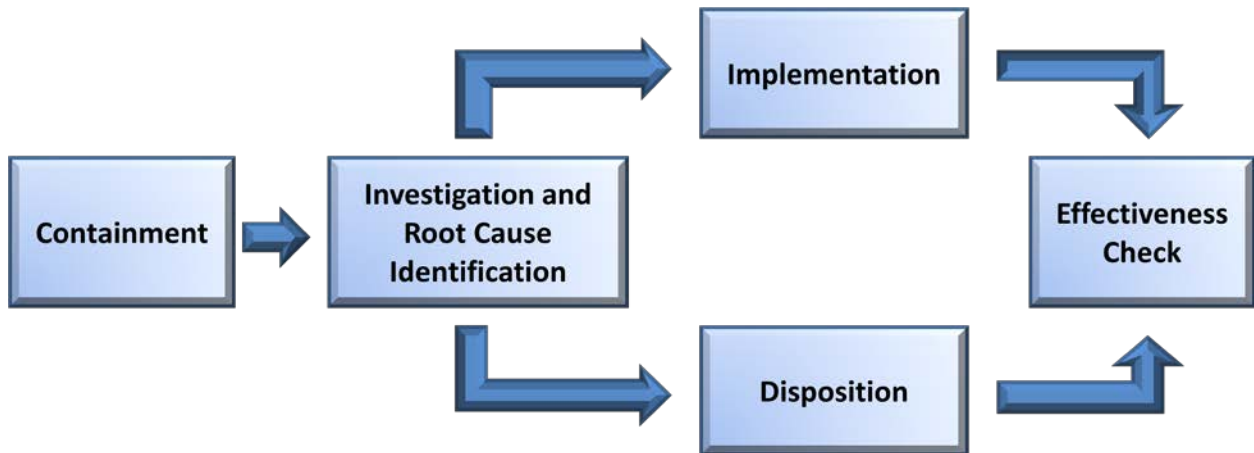 Containment
Investigation and
Root Cause
Identification
Implementation
Disposition
Effectiveness
Check